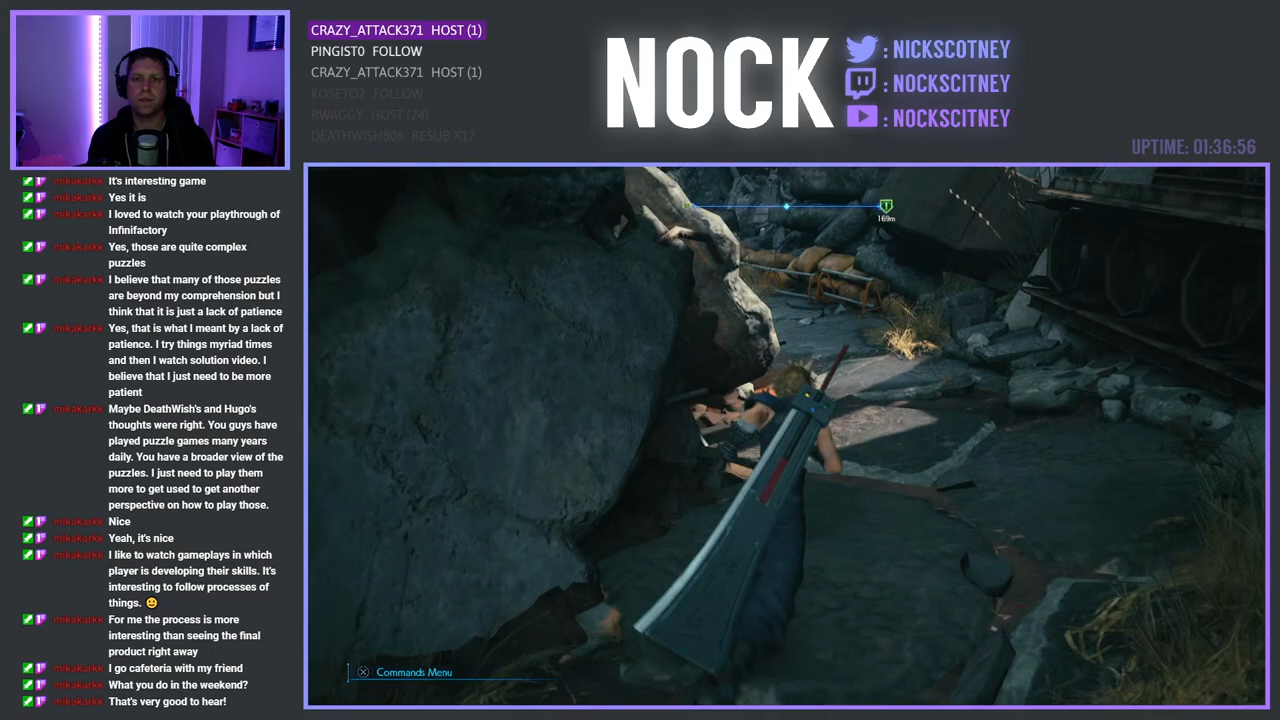 CRAZY_ATTACK371 HOST (1)
PINGIST0 FOLLOW
CRAZY_ATTACK371 HOST (1)
KOSETO2 FOLLOW
RWAGGY HOST (24)
DEATHWISH808 RESUB X17
NOCK
: NICKSCOTNEY
: NOCKSCITNEY
: NOCKSCITNEY
UPTIME: 01:36:56
mikakarkk It's interesting game
mikakarkk Yes it is
mikakarkk I loved to watch your playthrough of
Infinifactory
mikakarkk Yes, those are quite complex
puzzles
mikakarkk I believe that many of those puzzles
are beyond my comprehension but I
think that it is just a lack of patience
mikakarkk Yes, that is what I meant by a lack of
patience. I try things myriad times
and then I watch solution video. I
believe that I just need to be more
patient
mikakarkk Maybe DeathWish's and Hugo's
thoughts were right. You guys have
played puzzle games many years
daily. You have a broader view of the
puzzles. I just need to play them
more to get used to get another
perspective on how to play those.
mikakarkk Nice
mikakarkk Yeah, it's nice
mikakarkk I like to watch gameplays in which
player is developing their skills. It's
interesting to follow processes of
things. 😃
mikakarkk For me the process is more
interesting than seeing the final
product right away
mikakarkk I go cafeteria with my friend
mikakarkk What you do in the weekend?
mikakarkk That's very good to hear!
169m
Commands Menu